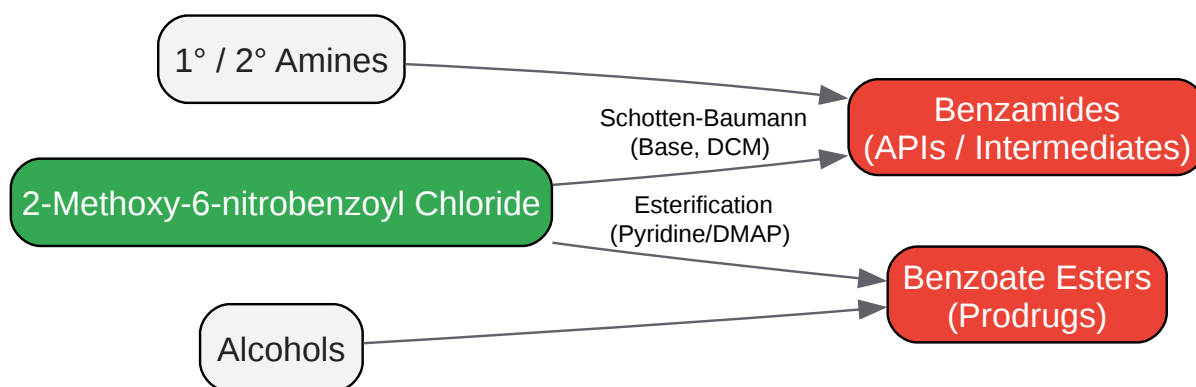 1° / 2° Amines
Schotten-Baumann
(Base, DCM)
Benzamides
(APIs / Intermediates)
2-Methoxy-6-nitrobenzoyl Chloride
Esterification
(Pyridine/DMAP)
Benzoate Esters
(Prodrugs)
Alcohols